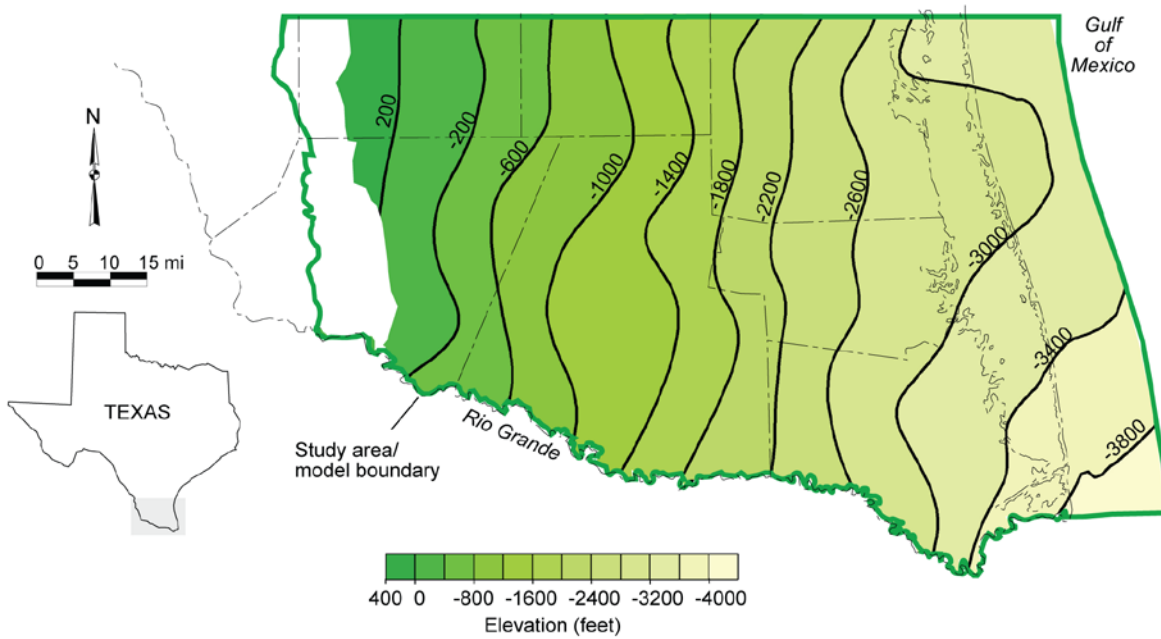 Gulf
of
Mexico
N
200
-200
-600
-1000
-1400
-1800
-2200
-2600
-3000
-3400
-3800
0 5 10 15 mi
TEXAS
Study area/
model boundary
Rio Grande
400 0 -800 -1600 -2400 -3200 -4000
Elevation (feet)